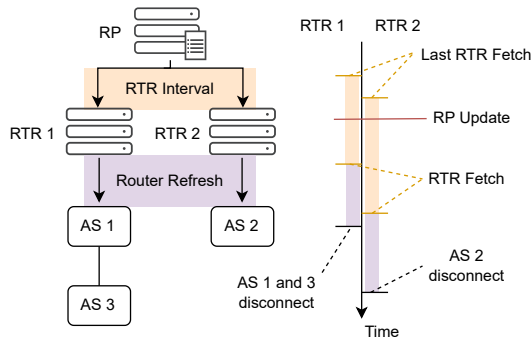 RP
RTR Interval
RTR 1
RTR 2
Router Refresh
AS 1
AS 2
AS 3
RTR 1
RTR 2
Last RTR Fetch
RP Update
RTR Fetch
AS 1 and 3
disconnect
AS 2
disconnect
Time